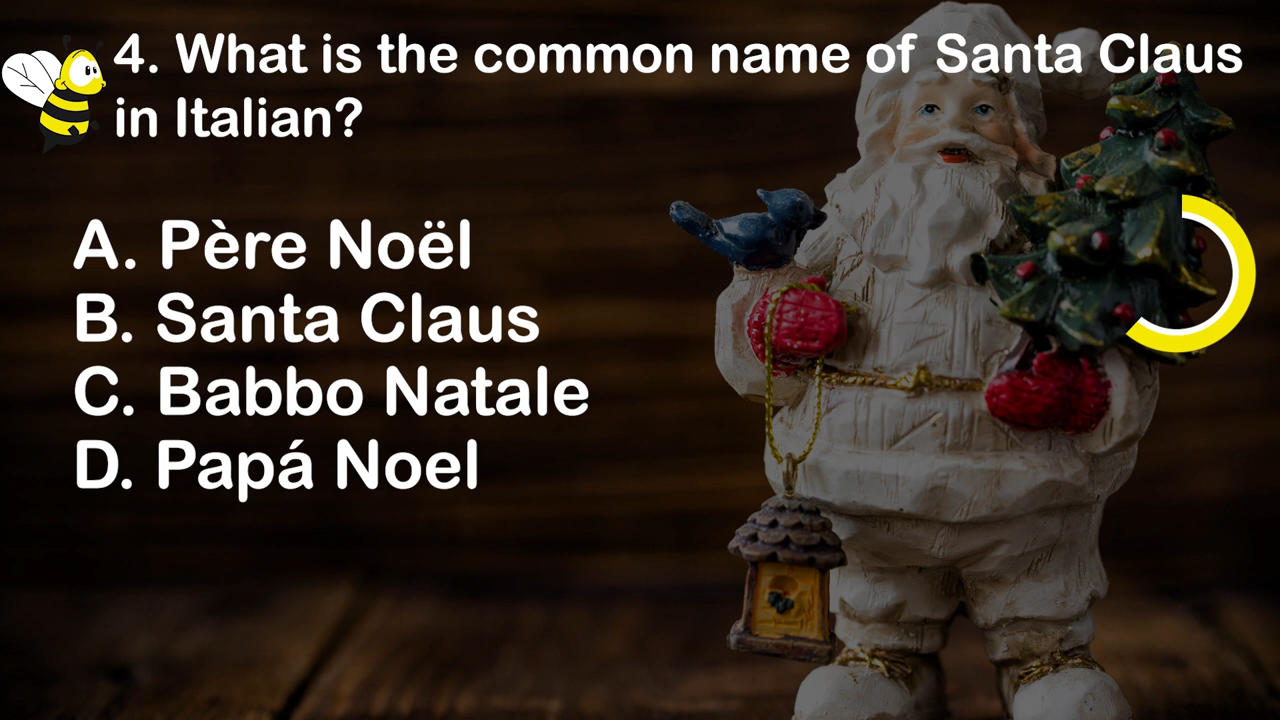 4. What is the common name of Santa Claus
in Italian?
A. Père Noël
B. Santa Claus
C. Babbo Natale
D. Papá Noel